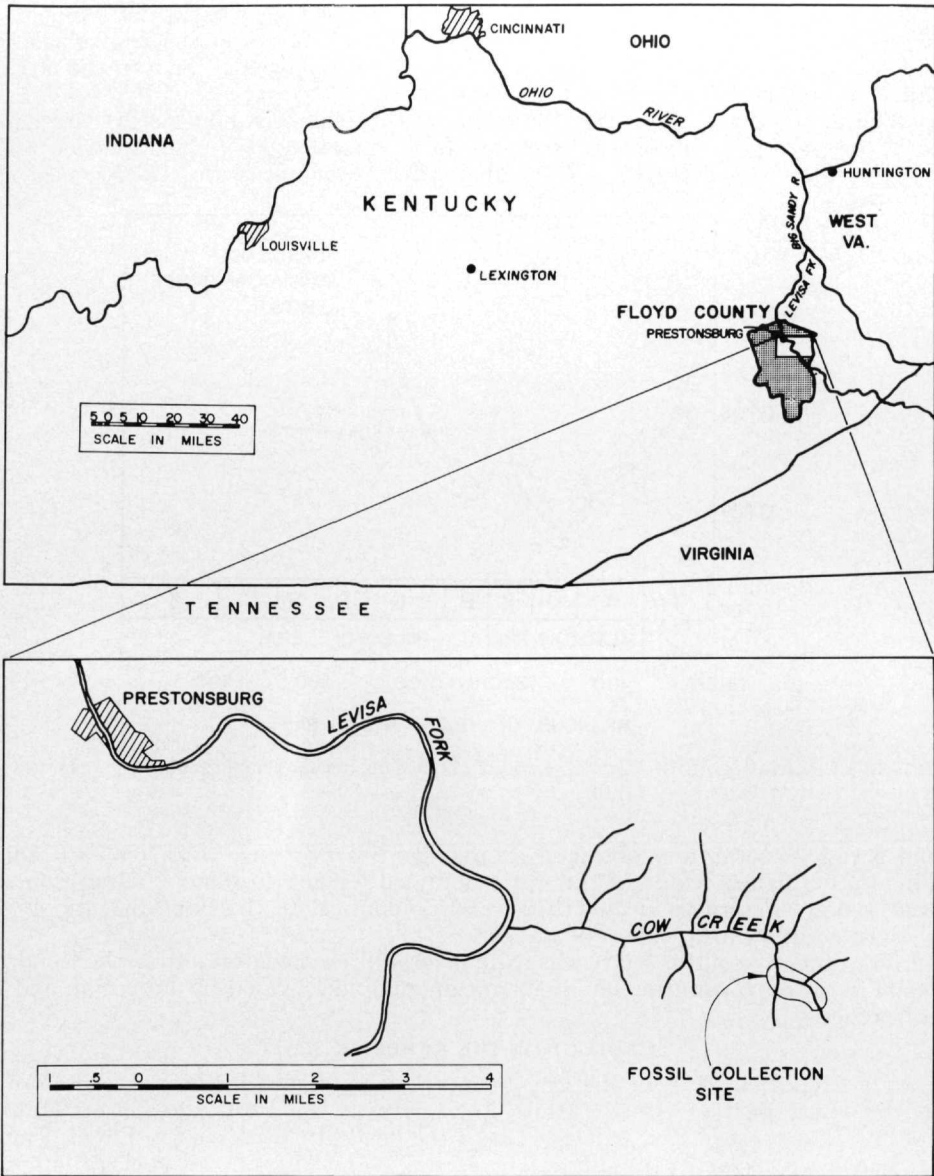 CINCINNATI
OHIO
OHIO
RIVER
INDIANA
HUNTINGTON
KENTUCKY
BIG SANDY R
WEST
VA.
LOUISVILLE
LEXINGTON
LEVISA FK
FLOYD COUNTY
PRESTONSBURG
5 0 5 10 20 30 40
SCALE IN MILES
VIRGINIA
TENNESSEE
PRESTONSBURG
LEVISA
FORK
COW CREEK
1 .5 0 1 2 3 4
SCALE IN MILES
FOSSIL COLLECTION
SITE